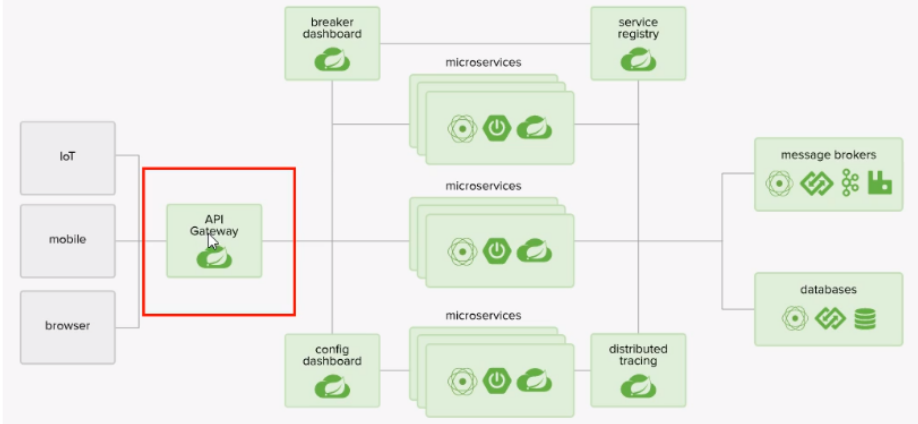 breaker
dashboard
service
registry
microservices
IoT
message brokers
microservices
API
Gateway
mobile
databases
microservices
browser
config
dashboard
distributed
tracing